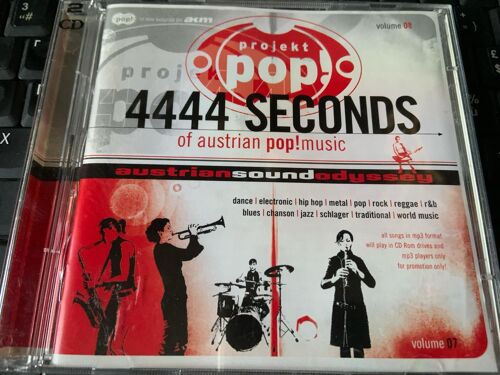 2
CD
pop!
acm
volume 08
projekt
pop!
proj
4444 SECONDS
of austrian pop!music
austriansoundodyssey
dance | electronic | hip hop | metal | pop | rock | reggae | r&b
blues | chanson | jazz | schlager | traditional | world music
all songs in mp3 format
will play in CD Rom drives and
mp3 players only!
for promotion only!
volume 07